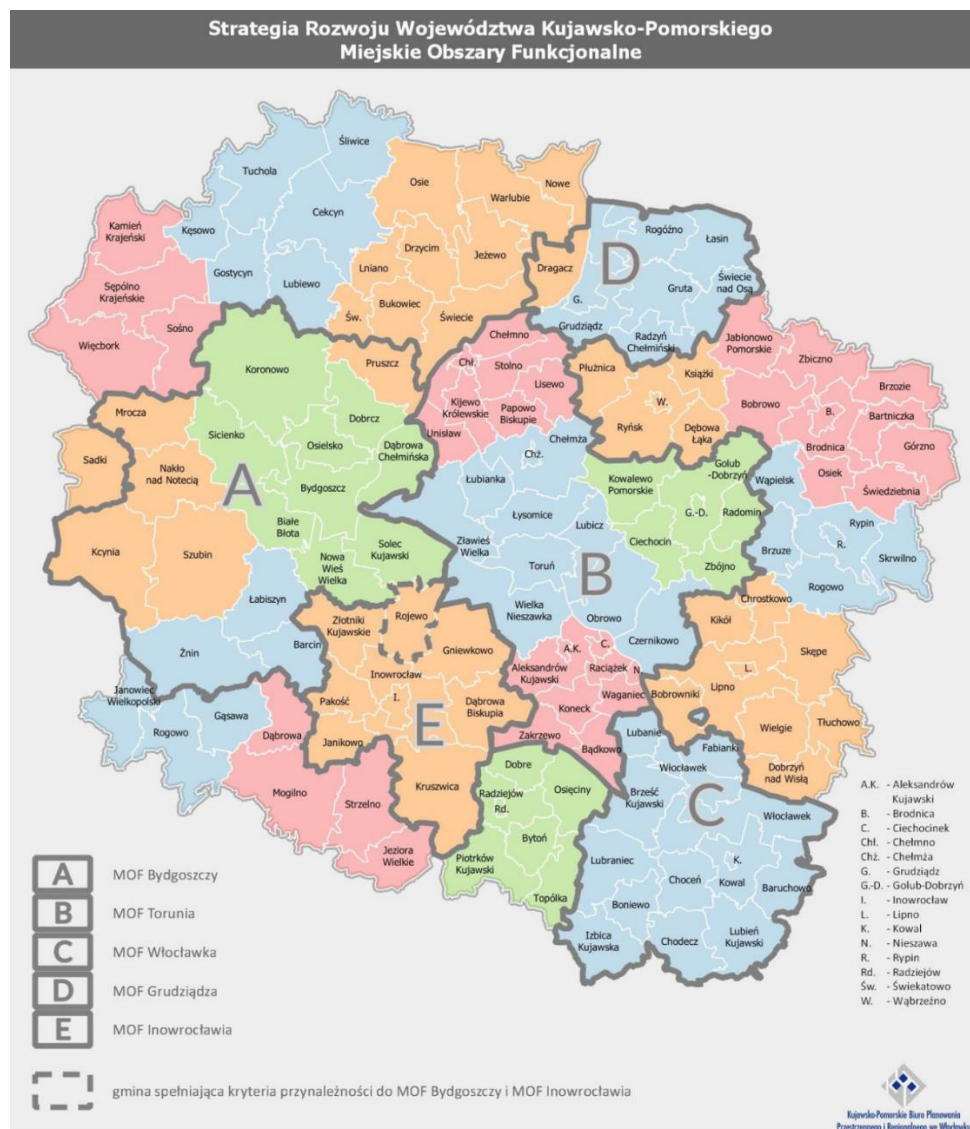 Strategia Rozwoju Województwa Kujawsko-Pomorskiego
Miejskie Obszary Funkcjonalne
Śliwice
Tuchola
Osie
Nowe
Warlubie
Cekcyn
Kamień
Krajeński
Kęsowo
Rogóźno
Łasin
Drzycim
Jeżewo
Gostycyn
Lniano
Dragacz
D
Sępólno
Krajeńskie
Lubiewo
Świecie
nad Osą
Gruta
Bukowiec
G.
Św.
Świecie
Grudziądz
Sośno
Radzyń
Chełmiński
Więcbork
Chełmno
Jabłonowo
Pomorskie
Zbiczno
Koronowo
Pruszcz
Chł.
Stolno
Płużnica
Książki
Lisewo
Brzozie
Kijewo
Królewskie
Papowo
Biskupie
W.
Bobrowo
B.
Bartniczka
Mrocza
Dobrcz
Sicienko
Osielsko
Unisław
Ryńsk
Dębowa
Łąka
Dąbrowa
Chełmińska
Chełmża
Brodnica
Górzno
Sadki
Nakło
nad Notecią
A
Chż.
Golub
-Dobrzyń
Osiek
Bydgoszcz
Łubianka
Kowalewo
Pomorskie
Wąpielsk
Świedziebnia
Łysomice
Lubicz
G.-D.
Radomin
Białe
Błota
Rypin
Kcynia
Szubin
Solec
Kujawski
Zławieś
Wielka
Ciechocin
Brzuze
R.
Skrwilno
Nowa
Wieś
Wielka
Toruń
B
Zbójno
Rogowo
Łabiszyn
Wielka
Nieszawka
Obrowo
Chrostkowo
Złotniki
Kujawskie
Rojewo
Kikół
Żnin
Barcin
Gniewkowo
A.K.
C.
Czernikowo
Skępe
Inowrocław
Aleksandrów
Kujawski
Raciążek
N.
L.
Janowiec
Wielkopolski
Pakość
I.
Dąbrowa
Biskupia
Koneck
Waganiec
Bobrowniki
Lipno
Rogowo
Gąsawa
Dąbrowa
Janikowo
E
Zakrzewo
Bądkowo
Lubanie
Fabianki
Wielgie
Tłuchowo
Dobre
Włocławek
Dobrzyń
nad Wisłą
Mogilno
Strzelno
Kruszwica
Radziejów
Rd.
Osięciny
Brześć
Kujawski
C
Włocławek
Bytoń
Jeziora
Wielkie
Piotrków
Kujawski
Lubraniec
Choceń
K.
Kowal
Baruchowo
Topólka
Boniewo
Izbica
Kujawska
Chodecz
Lubień
Kujawski
A.K. - Aleksandrów
Kujawski
B. - Brodnica
C. - Ciechocinek
Chł. - Chełmno
Chż. - Chełmża
G. - Grudziądz
G.-D. - Golub-Dobrzyń
I. - Inowrocław
L. - Lipno
K. - Kowal
N. - Nieszawa
R. - Rypin
Rd. - Radziejów
Św. - Świekatowo
W. - Wąbrzeźno
A MOF Bydgoszczy
B MOF Torunia
C MOF Włocławka
D MOF Grudziądza
E MOF Inowrocławia
gmina spełniająca kryteria przynależności do MOF Bydgoszczy i MOF Inowrocławia
Kujawsko-Pomorskie Biuro Planowania
Przestrzennego i Regionalnego we Włocławku